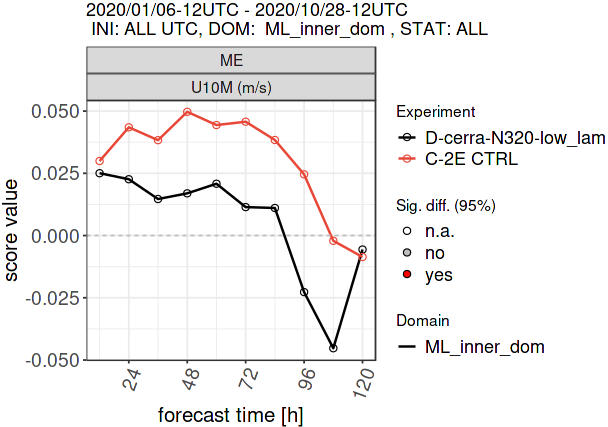 2020/01/06-12UTC - 2020/10/28-12UTC
INI: ALL UTC, DOM:  ML_inner_dom , STAT: ALL
ME
U10M (m/s)
0.050
0.025
0.000
-0.025
-0.050
score value
24
48
72
96
120
forecast time [h]
Experiment
D-cerra-N320-low_lam
C-2E CTRL
Sig. diff. (95%)
n.a.
no
yes
Domain
ML_inner_dom